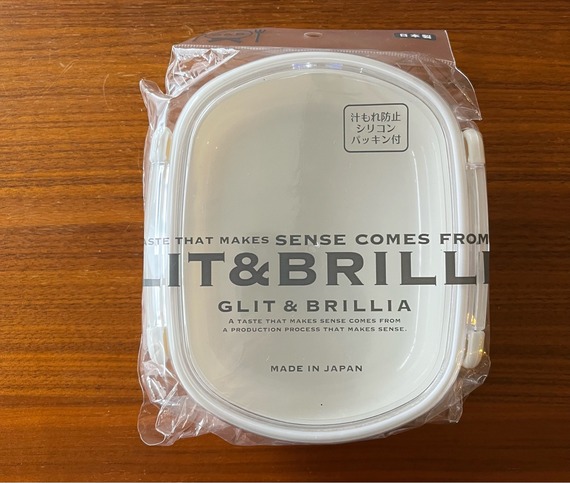 日本製
汁もれ防止
シリコン
パッキン付
ASTE THAT MAKES SENSE COMES FROM
LIT&BRILLI
GLIT & BRILLIA
A TASTE THAT MAKES SENSE COMES FROM
A PRODUCTION PROCESS THAT MAKES SENSE.
MADE IN JAPAN